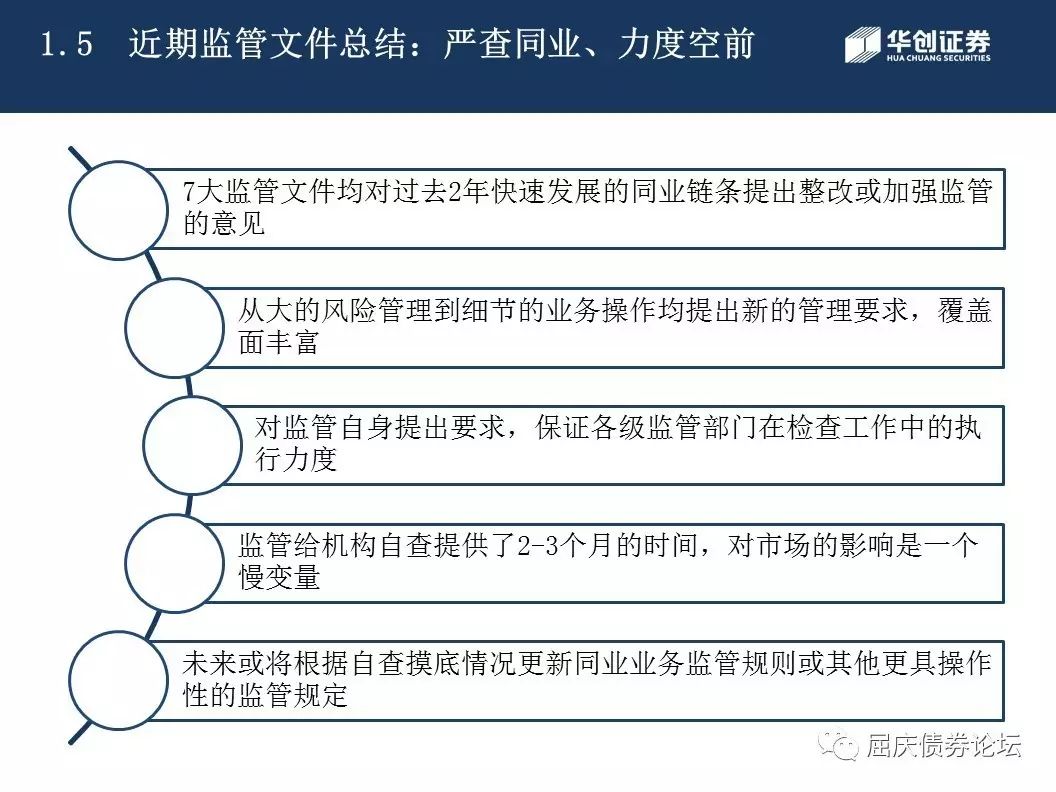 1.5 近期监管文件总结：严查同业、力度空前
华创证券
HUA CHUANG SECURITIES
7大监管文件均对过去2年快速发展的同业链条提出整改或加强监管
的意见
从大的风险管理到细节的业务操作均提出新的管理要求，覆盖
面丰富
对监管自身提出要求，保证各级监管部门在检查工作中的执
行力度
监管给机构自查提供了2-3个月的时间，对市场的影响是一个
慢变量
未来或将根据自查摸底情况更新同业业务监管规则或其他更具操作
性的监管规定
屈庆债券论坛